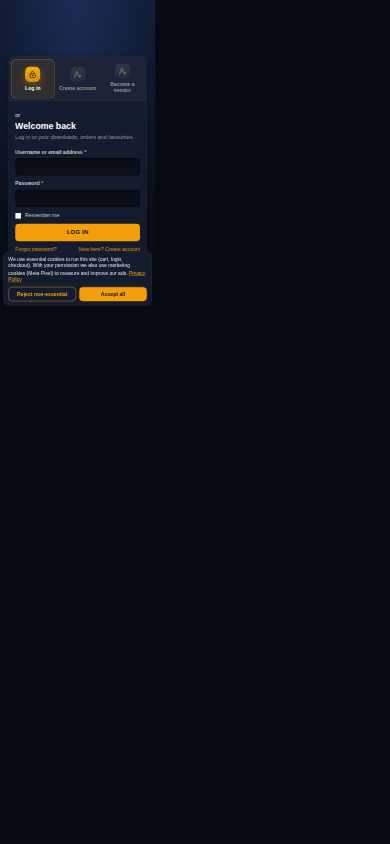 Log in
Create account
Become a
vendor
or
Welcome back
Log in to your downloads, orders and favourites.
Username or email address *
Password *
Remember me
LOG IN
Forgot password?
New here? Create account
We use essential cookies to run this site (cart, login,
checkout). With your permission we also use marketing
cookies (Meta Pixel) to measure and improve our ads. Privacy
Policy
Reject non-essential
Accept all